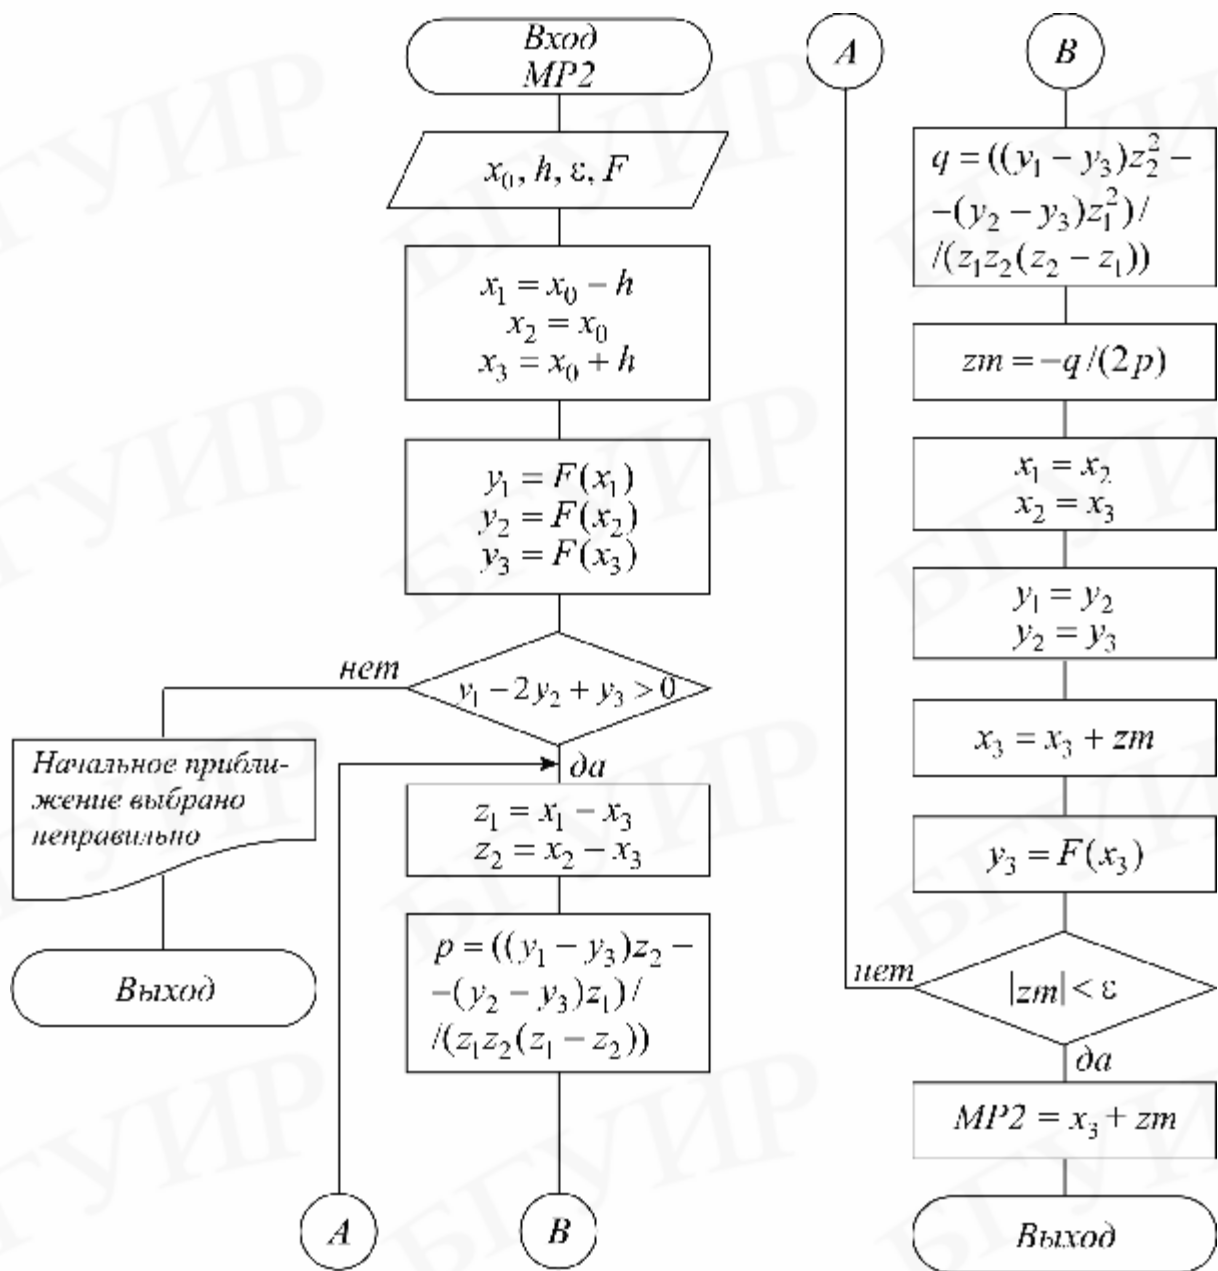 Вход
MP2
x₀, h, ε, F
x₁ = x₀ − h
x₂ = x₀
x₃ = x₀ + h
y₁ = F(x₁)
y₂ = F(x₂)
y₃ = F(x₃)
y₁ − 2y₂ + y₃ > 0
нет
да
Начальное прибли-
жение выбрано
неправильно
Выход
z₁ = x₁ − x₃
z₂ = x₂ − x₃
p = ((y₁ − y₃)z₂ −
−(y₂ − y₃)z₁)/
/(z₁z₂(z₁ − z₂))
A
B
A
B
q = ((y₁ − y₃)z₂² −
−(y₂ − y₃)z₁²)/
/(z₁z₂(z₂ − z₁))
zm = −q/(2p)
x₁ = x₂
x₂ = x₃
y₁ = y₂
y₂ = y₃
x₃ = x₃ + zm
y₃ = F(x₃)
|zm| < ε
нет
да
MP2 = x₃ + zm
Выход
БГУИР